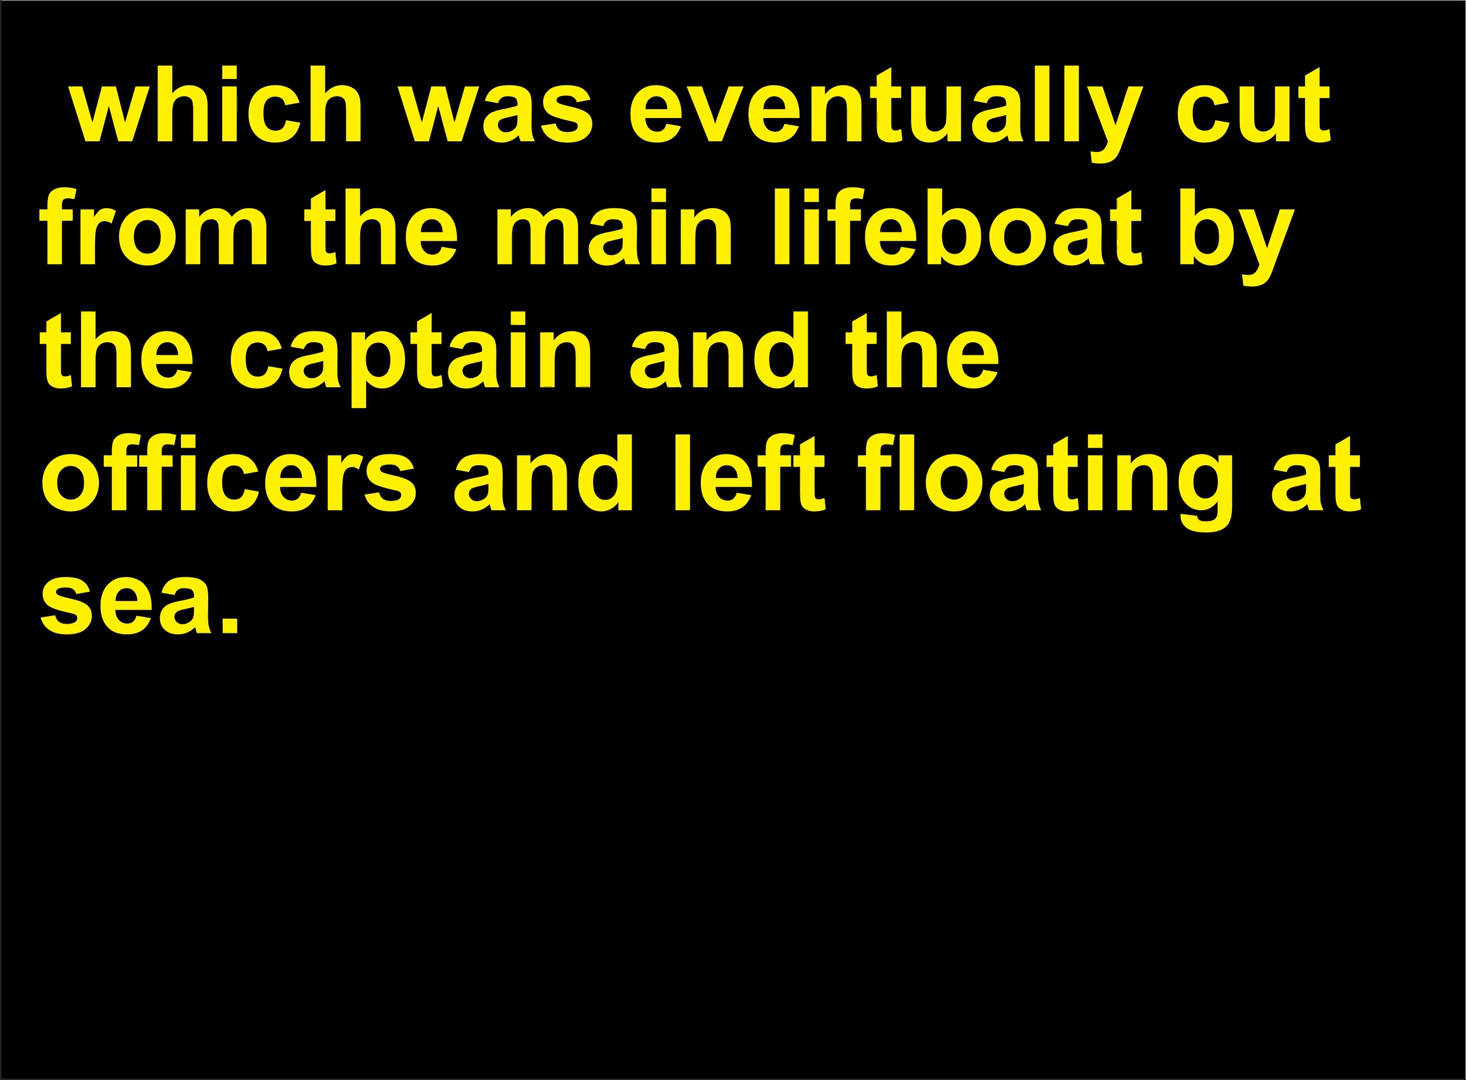 which was eventually cut
from the main lifeboat by
the captain and the
officers and left floating at
sea.